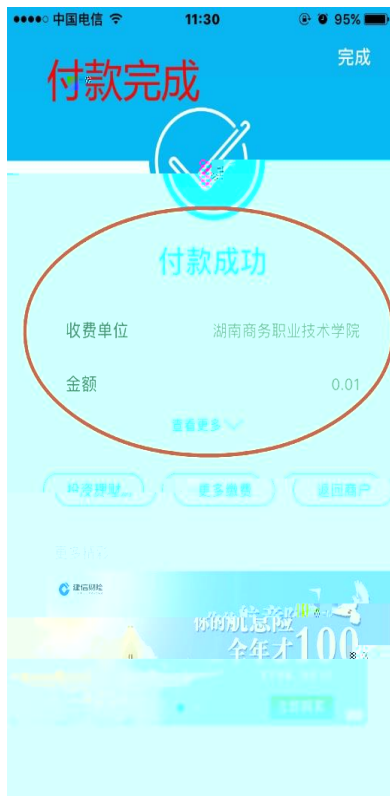 中国电信 11:30 95%
完成
付款完成
付款成功
收费单位 湖南商务职业技术学院
金额 0.01
查看更多
更多缴费 返回商户
建信财险
你的航意险
全年才100